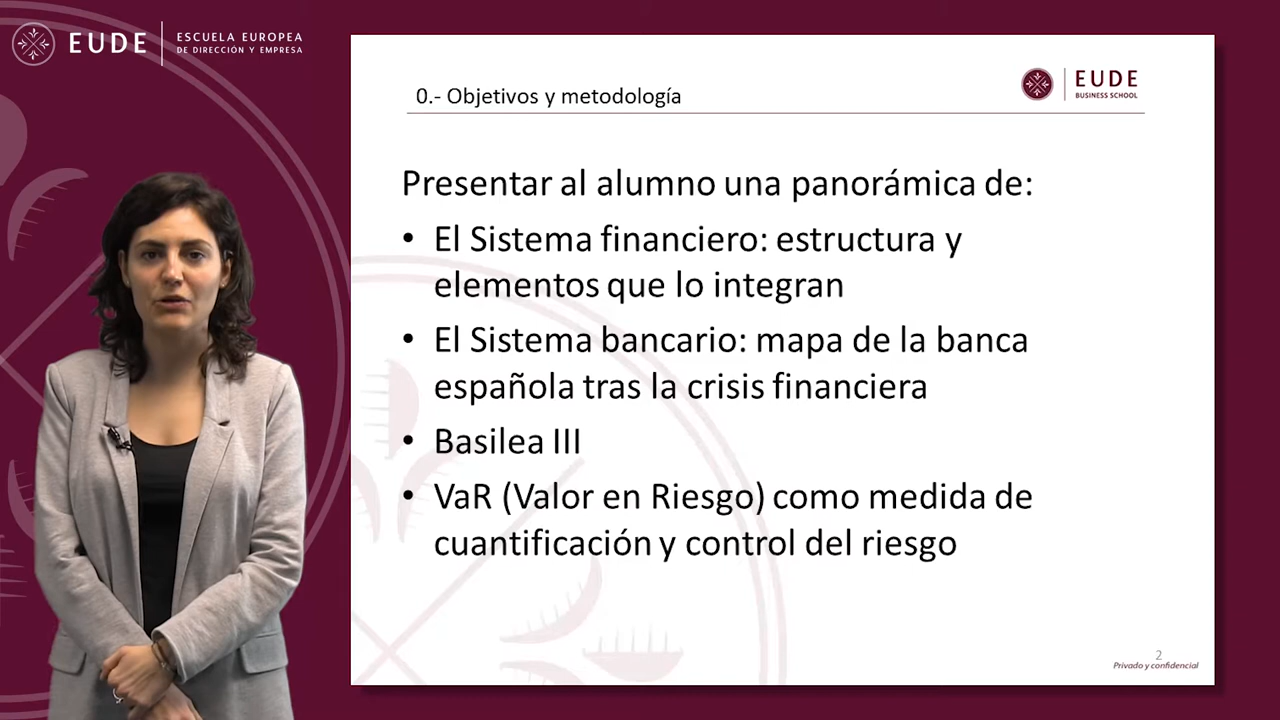 EUDE
ESCUELA EUROPEA
DE DIRECCIÓN Y EMPRESA
0.- Objetivos y metodología
EUDE
BUSINESS SCHOOL
Presentar al alumno una panorámica de:
• El Sistema financiero: estructura y
elementos que lo integran
• El Sistema bancario: mapa de la banca
española tras la crisis financiera
• Basilea III
• VaR (Valor en Riesgo) como medida de
cuantificación y control del riesgo
2
Privado y confidencial